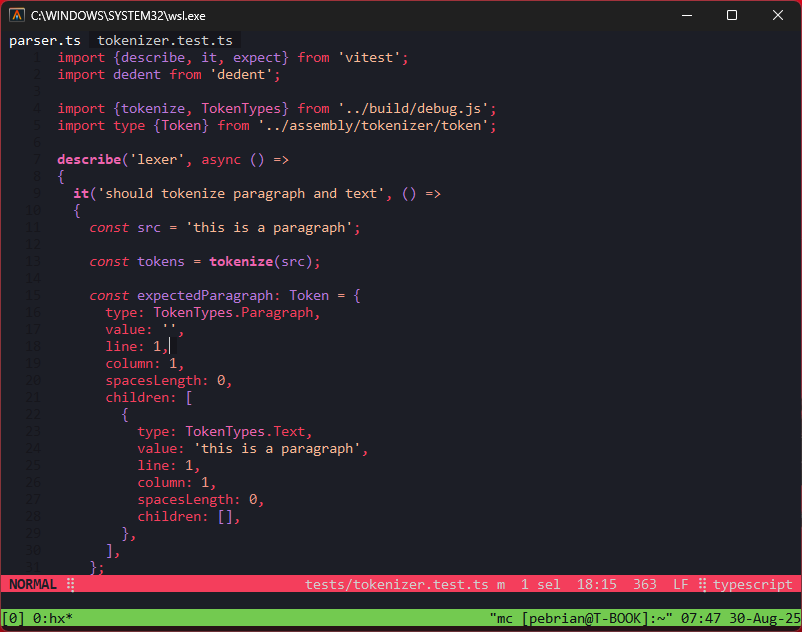 C:\WINDOWS\SYSTEM32\wsl.exe
parser.ts tokenizer.test.ts
1 import {describe, it, expect} from 'vitest';
2 import dedent from 'dedent';
3
4 import {tokenize, TokenTypes} from '../build/debug.js';
5 import type {Token} from '../assembly/tokenizer/token';
6
7 describe('lexer', async () =>
8 {
9   it('should tokenize paragraph and text', () =>
10   {
11     const src = 'this is a paragraph';
12
13     const tokens = tokenize(src);
14
15     const expectedParagraph: Token = {
16       type: TokenTypes.Paragraph,
17       value: '',
18       line: 1,
19       column: 1,
20       spacesLength: 0,
21       children: [
22         {
23           type: TokenTypes.Text,
24           value: 'this is a paragraph',
25           line: 1,
26           column: 1,
27           spacesLength: 0,
28           children: [],
29         },
30       ],
31     };
NORMAL ⠿ tests/tokenizer.test.ts m 1 sel 18:15 363 LF ⠿ typescript
[0] 0:hx* "mc [pebrian@T-BOOK]:~" 07:47 30-Aug-25